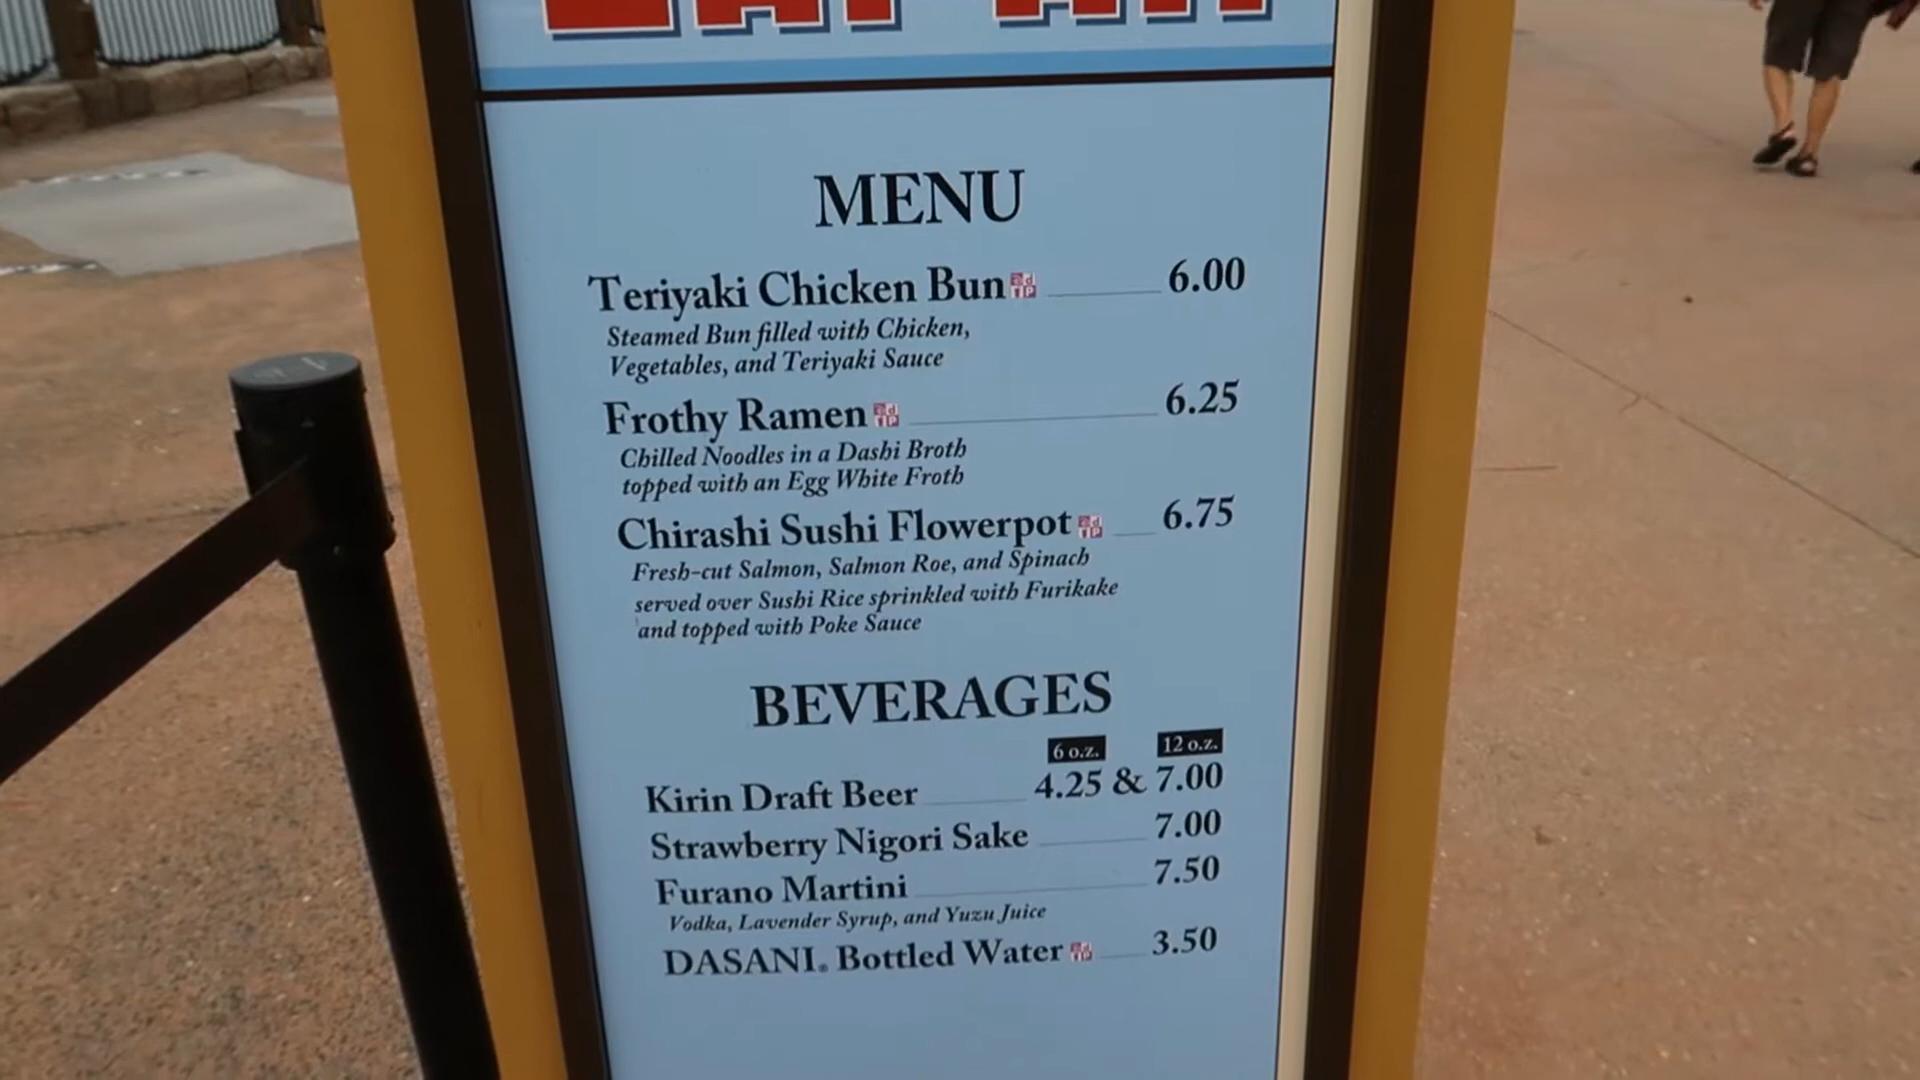 MENU
Teriyaki Chicken Bun 6.00
Steamed Bun filled with Chicken,
Vegetables, and Teriyaki Sauce
Frothy Ramen 6.25
Chilled Noodles in a Dashi Broth
topped with an Egg White Froth
Chirashi Sushi Flowerpot 6.75
Fresh-cut Salmon, Salmon Roe, and Spinach
served over Sushi Rice sprinkled with Furikake
and topped with Poke Sauce
BEVERAGES
6 o.z. 12 o.z.
Kirin Draft Beer 4.25 & 7.00
Strawberry Nigori Sake 7.00
Furano Martini 7.50
Vodka, Lavender Syrup, and Yuzu Juice
DASANI® Bottled Water 3.50